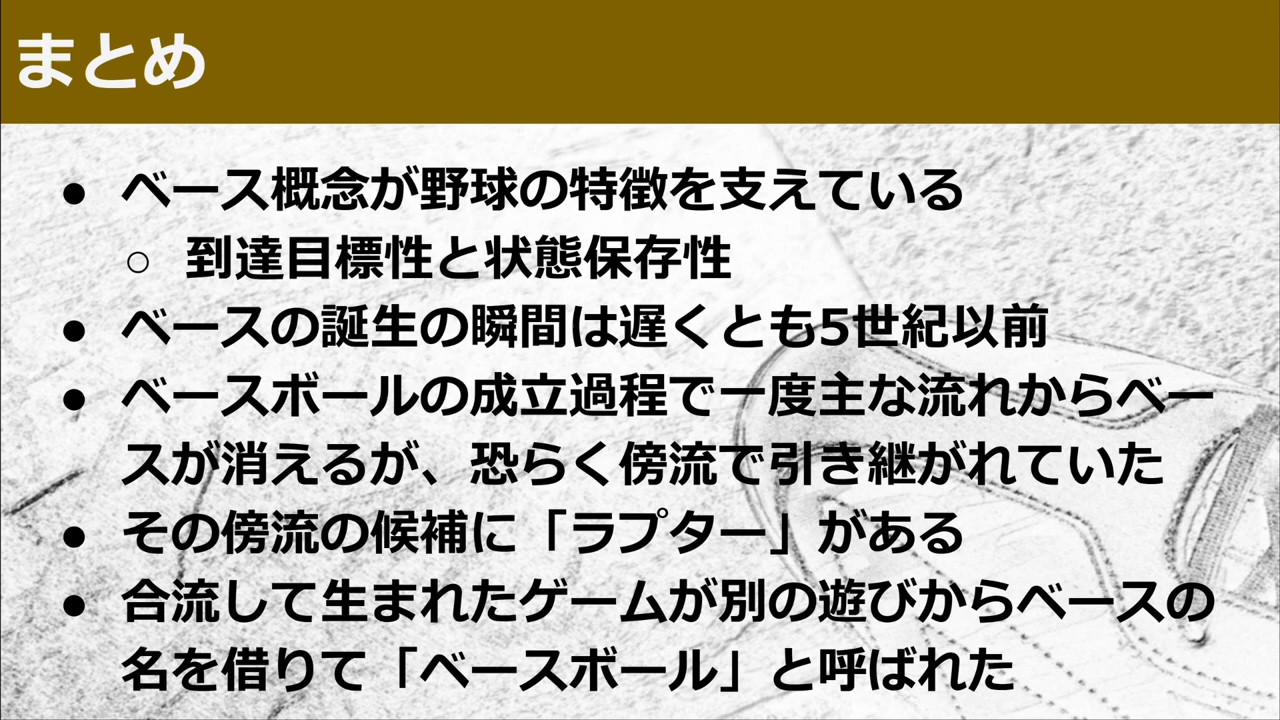 まとめ
● ベース概念が野球の特徴を支えている
○ 到達目標性と状態保存性
● ベースの誕生の瞬間は遅くとも5世紀以前
● ベースボールの成立過程で一度主な流れからベー
スが消えるが、恐らく傍流で引き継がれていた
● その傍流の候補に「ラプター」がある
● 合流して生まれたゲームが別の遊びからベースの
名を借りて「ベースボール」と呼ばれた